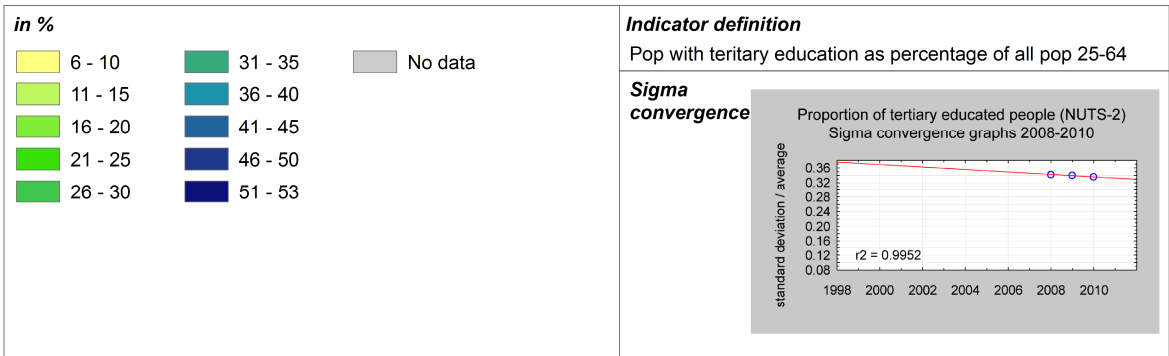 in %
6 - 10
11 - 15
16 - 20
21 - 25
26 - 30
31 - 35
36 - 40
41 - 45
46 - 50
51 - 53
No data
Indicator definition
Pop with teritary education as percentage of all pop 25-64
Sigma
convergence
Proportion of tertiary educated people (NUTS-2)
Sigma convergence graphs 2008-2010
standard deviation / average
0.36
0.32
0.28
0.24
0.20
0.16
0.12
0.08
r2 = 0.9952
1998 2000 2002 2004 2006 2008 2010